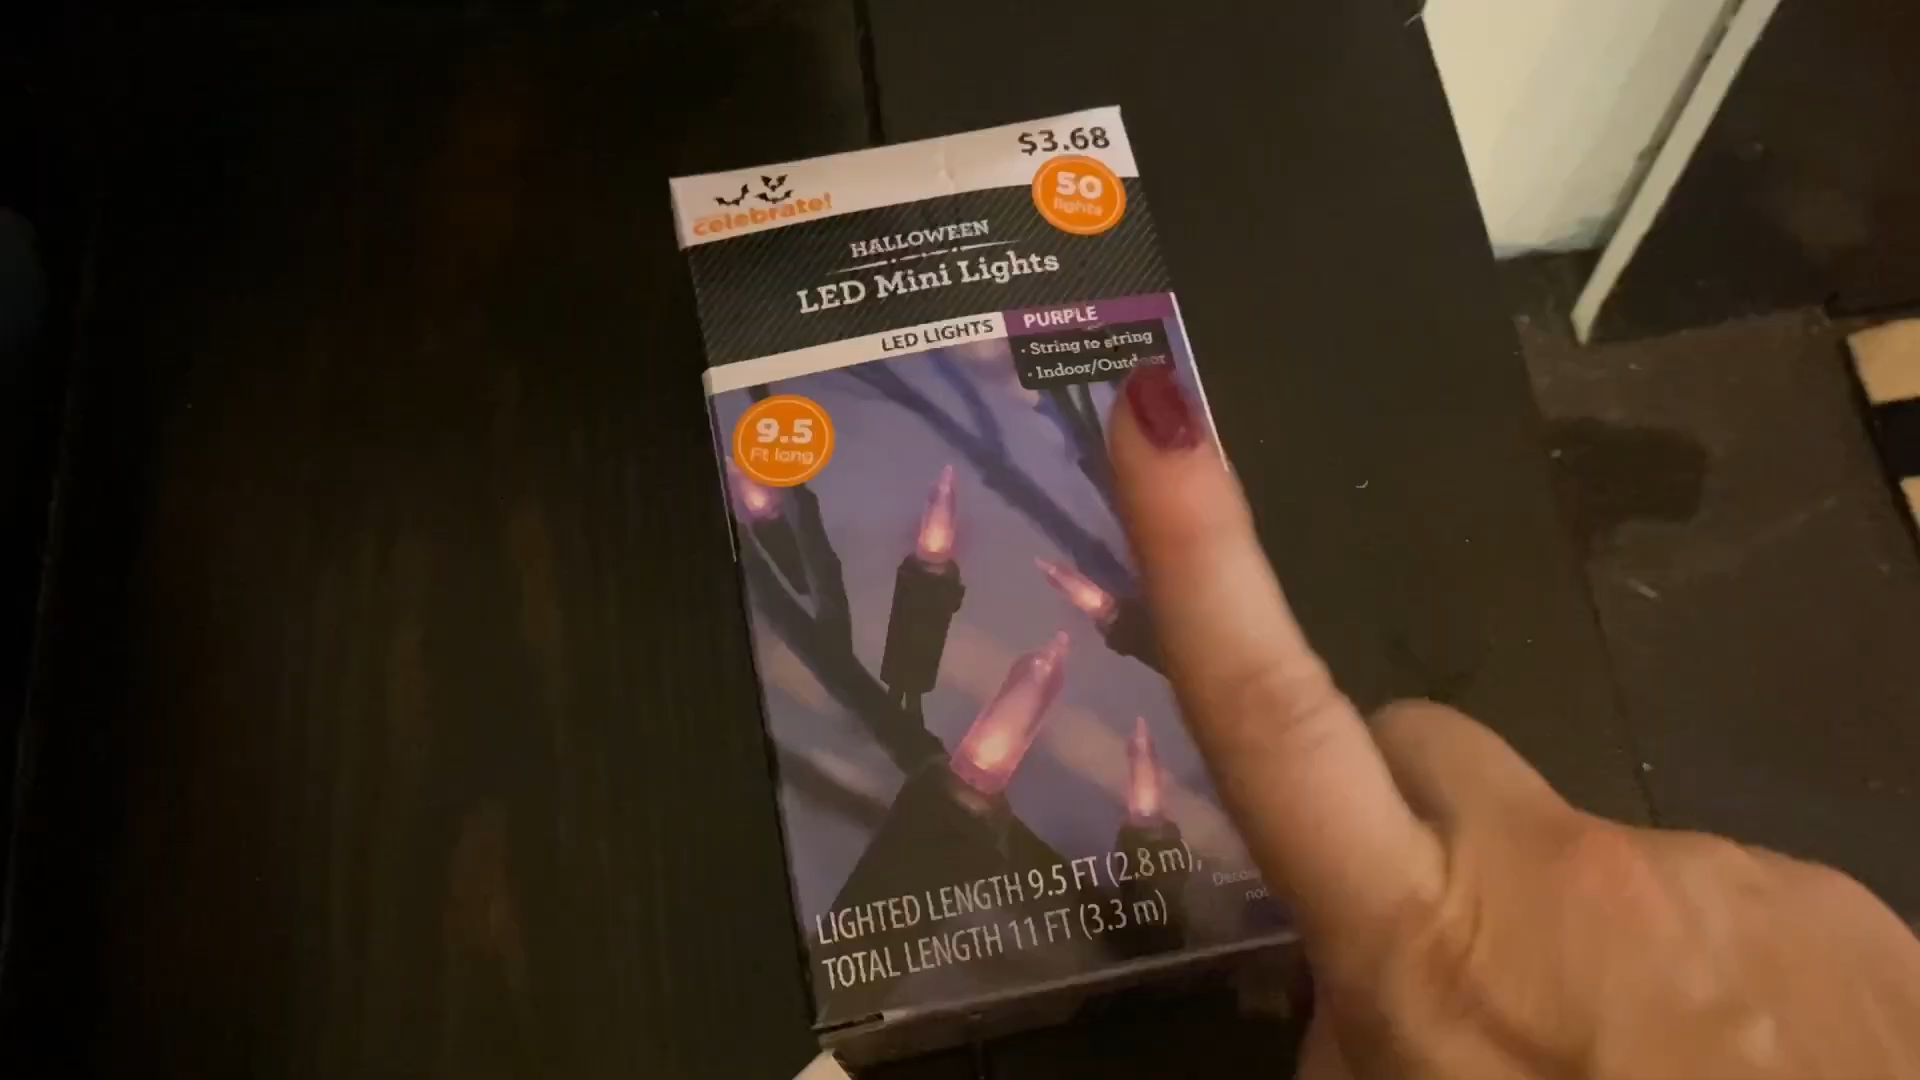 $3.68
celebrate!
50
lights
HALLOWEEN
LED Mini Lights
LED LIGHTS
PURPLE
· String to string
· Indoor/Outdoor
9.5
Ft long
LIGHTED LENGTH 9.5 FT (2.8 m),
TOTAL LENGTH 11 FT (3.3 m)
not